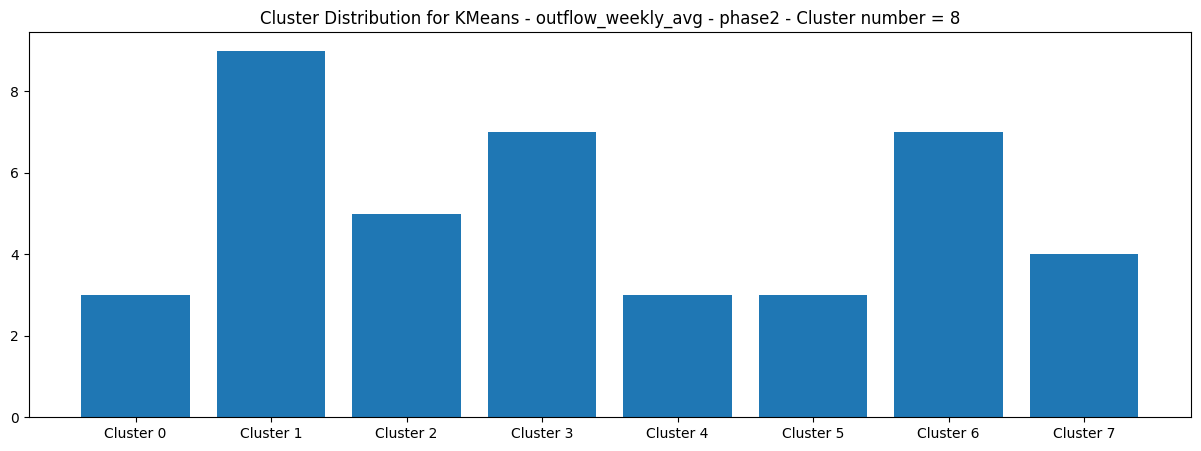 Cluster Distribution for KMeans - outflow_weekly_avg - phase2 - Cluster number = 8
8
6
4
2
0
Cluster 0 Cluster 1 Cluster 2 Cluster 3 Cluster 4 Cluster 5 Cluster 6 Cluster 7